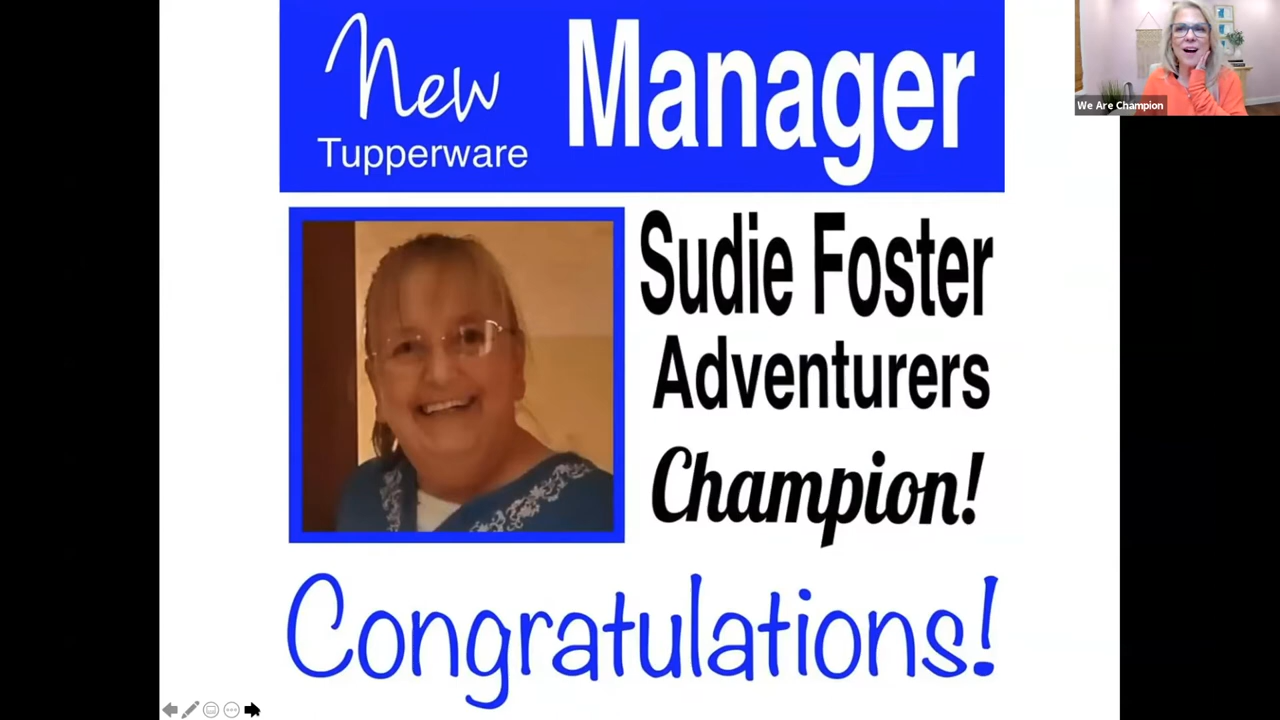 New
Tupperware
Manager
Sudie Foster
Adventurers
Champion!
Congratulations!
We Are Champion